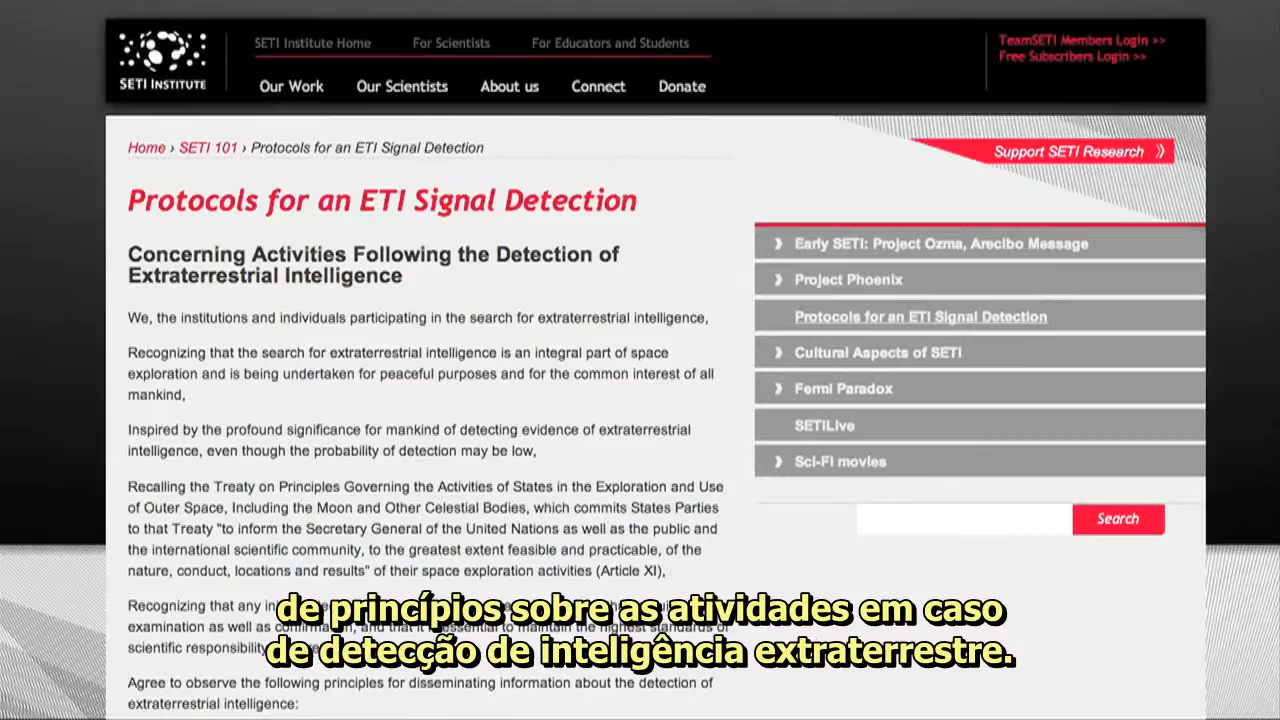 SETI INSTITUTE
SETI Institute Home For Scientists For Educators and Students
TeamSETI Members Login >>
Free Subscribers Login >>
Our Work Our Scientists About us Connect Donate
Home › SETI 101 › Protocols for an ETI Signal Detection
Support SETI Research
Protocols for an ETI Signal Detection
Concerning Activities Following the Detection of
Extraterrestrial Intelligence
We, the institutions and individuals participating in the search for extraterrestrial intelligence,
Recognizing that the search for extraterrestrial intelligence is an integral part of space
exploration and is being undertaken for peaceful purposes and for the common interest of all
mankind,
Inspired by the profound significance for mankind of detecting evidence of extraterrestrial
intelligence, even though the probability of detection may be low,
Recalling the Treaty on Principles Governing the Activities of States in the Exploration and Use
of Outer Space, Including the Moon and Other Celestial Bodies, which commits States Parties
to that Treaty "to inform the Secretary General of the United Nations as well as the public and
the international scientific community, to the greatest extent feasible and practicable, of the
nature, conduct, locations and results" of their space exploration activities (Article XI),
Recognizing that any
examination as well as
scientific responsibility
Agree to observe the following principles for disseminating information about the detection of
extraterrestrial intelligence:
Early SETI: Project Ozma, Arecibo Message
Project Phoenix
Protocols for an ETI Signal Detection
Cultural Aspects of SETI
Fermi Paradox
SETILive
Sci-Fi movies
Search
de princípios sobre as atividades em caso
de detecção de inteligência extraterrestre.